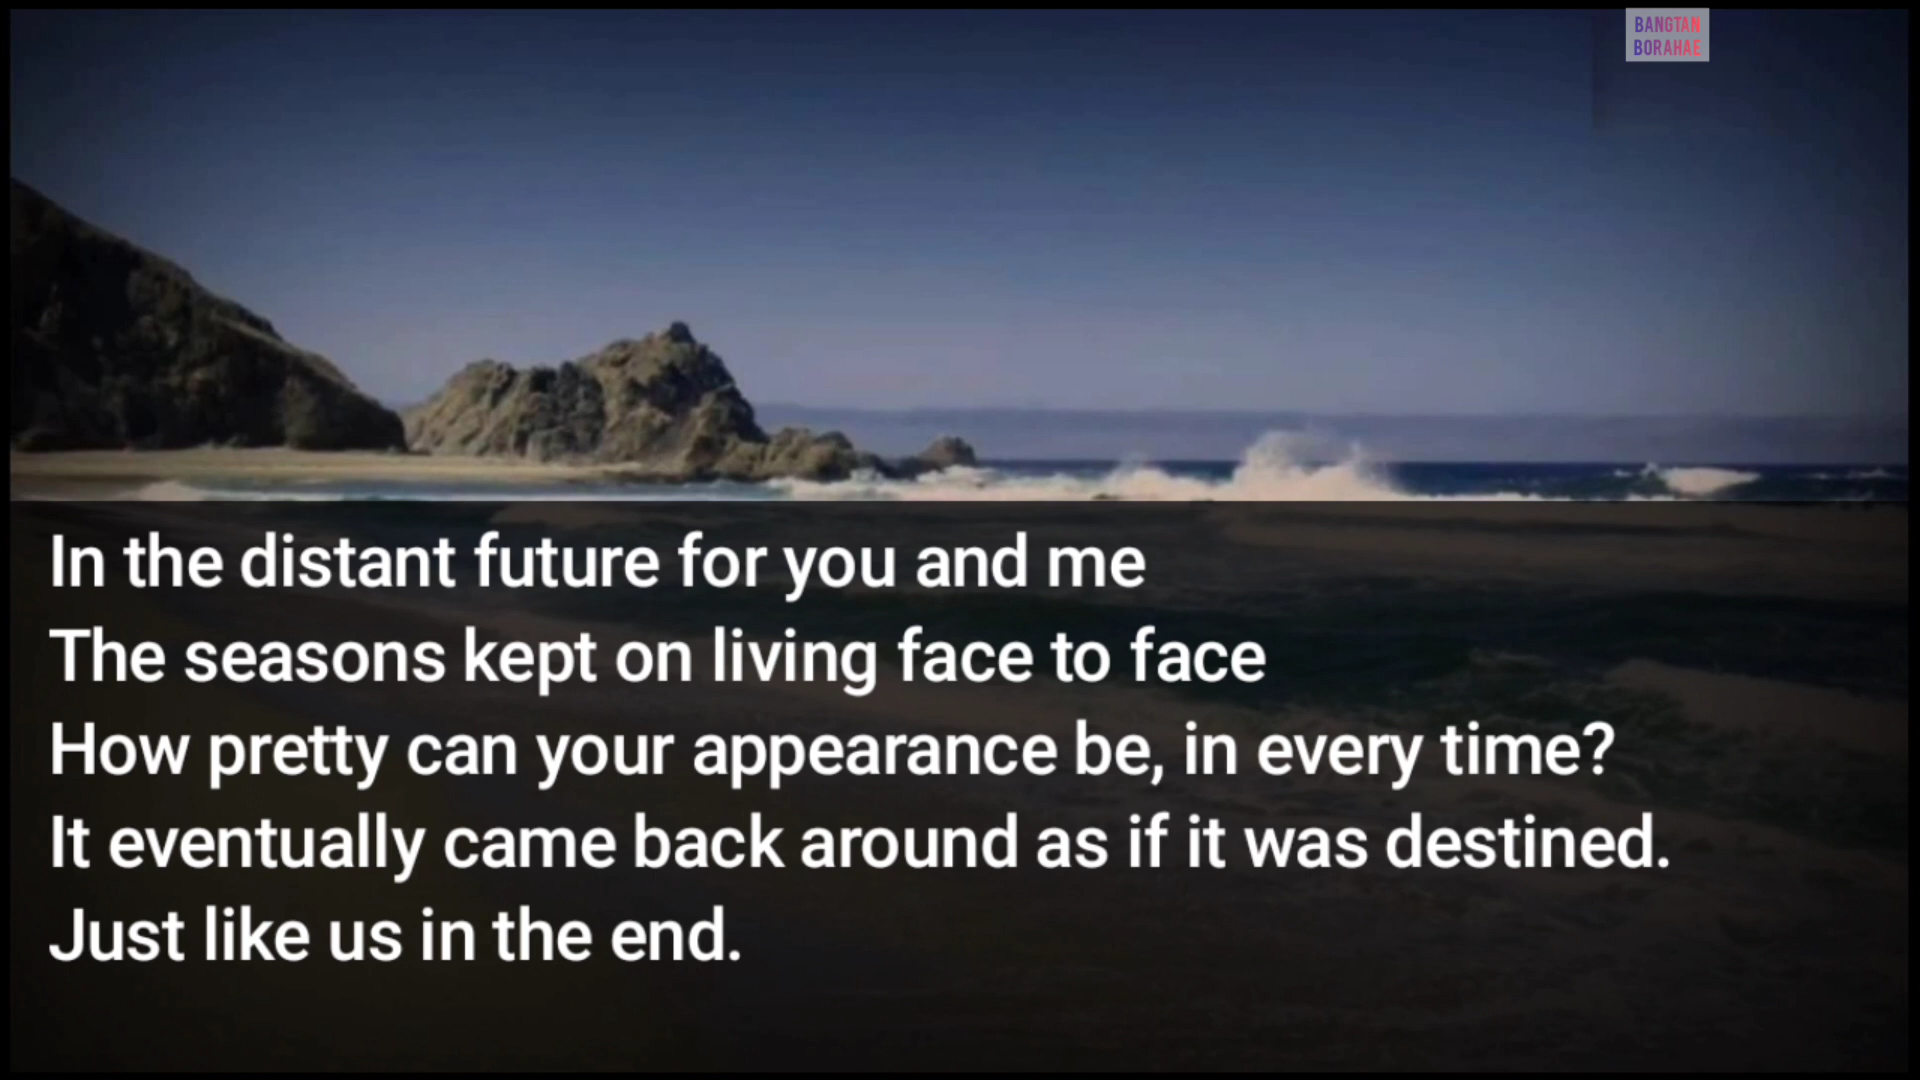 BANGTAN
BORAHAE
In the distant future for you and me
The seasons kept on living face to face
How pretty can your appearance be, in every time?
It eventually came back around as if it was destined.
Just like us in the end.